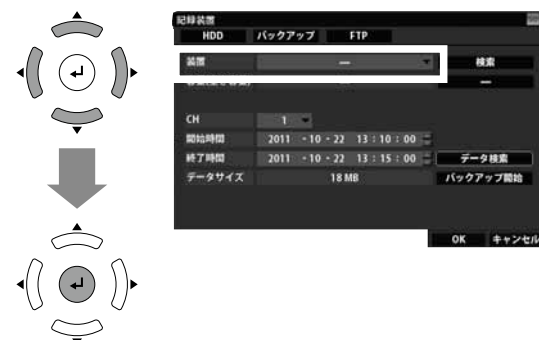 記録装置
HDD バックアップ FTP
装置 — 検索
—
CH 1
開始時間 2011 - 10 - 22 13 : 10 : 00
終了時間 2011 - 10 - 22 13 : 15 : 00 データ検索
データサイズ 18 MB バックアップ開始
OK キャンセル